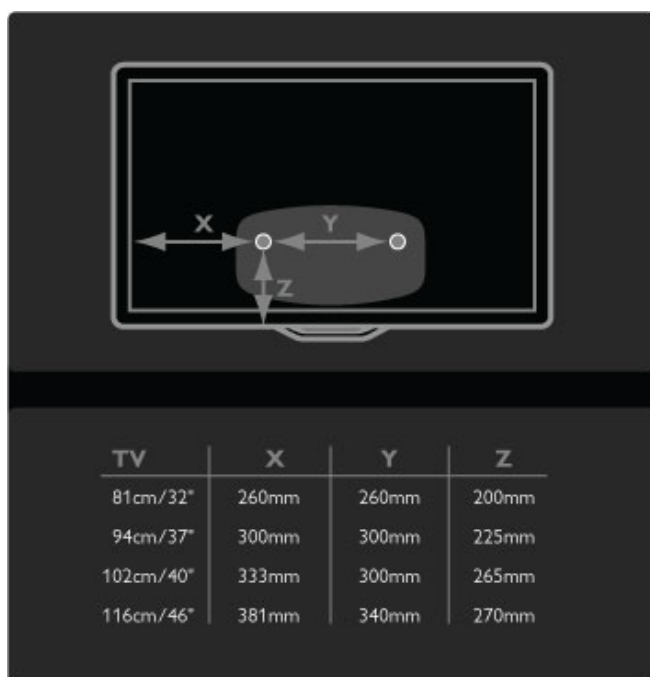 X Y
Z
TV X Y Z
81cm/32" 260mm 260mm 200mm
94cm/37" 300mm 300mm 225mm
102cm/40" 333mm 300mm 265mm
116cm/46" 381mm 340mm 270mm